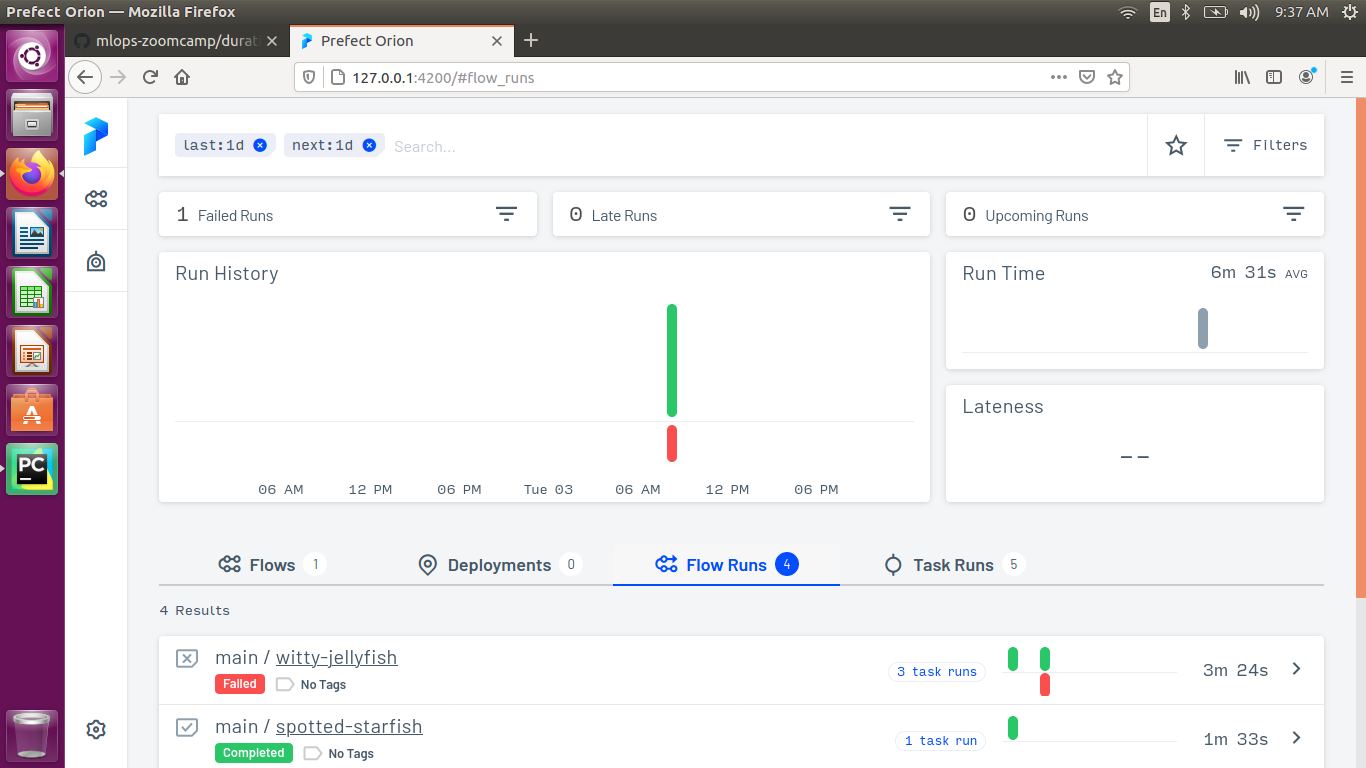 Prefect Orion — Mozilla Firefox
En
9:37 AM
mlops-zoomcamp/durat
Prefect Orion
127.0.0.1:4200/#flow_runs
last:1d
next:1d
Search...
Filters
1 Failed Runs
0 Late Runs
0 Upcoming Runs
Run History
06 AM 12 PM 06 PM Tue 03 06 AM 12 PM 06 PM
Run Time
6m 31s AVG
Lateness
--
Flows 1
Deployments 0
Flow Runs 4
Task Runs 5
4 Results
main / witty-jellyfish
Failed
No Tags
3 task runs
3m 24s
main / spotted-starfish
Completed
No Tags
1 task run
1m 33s
PC